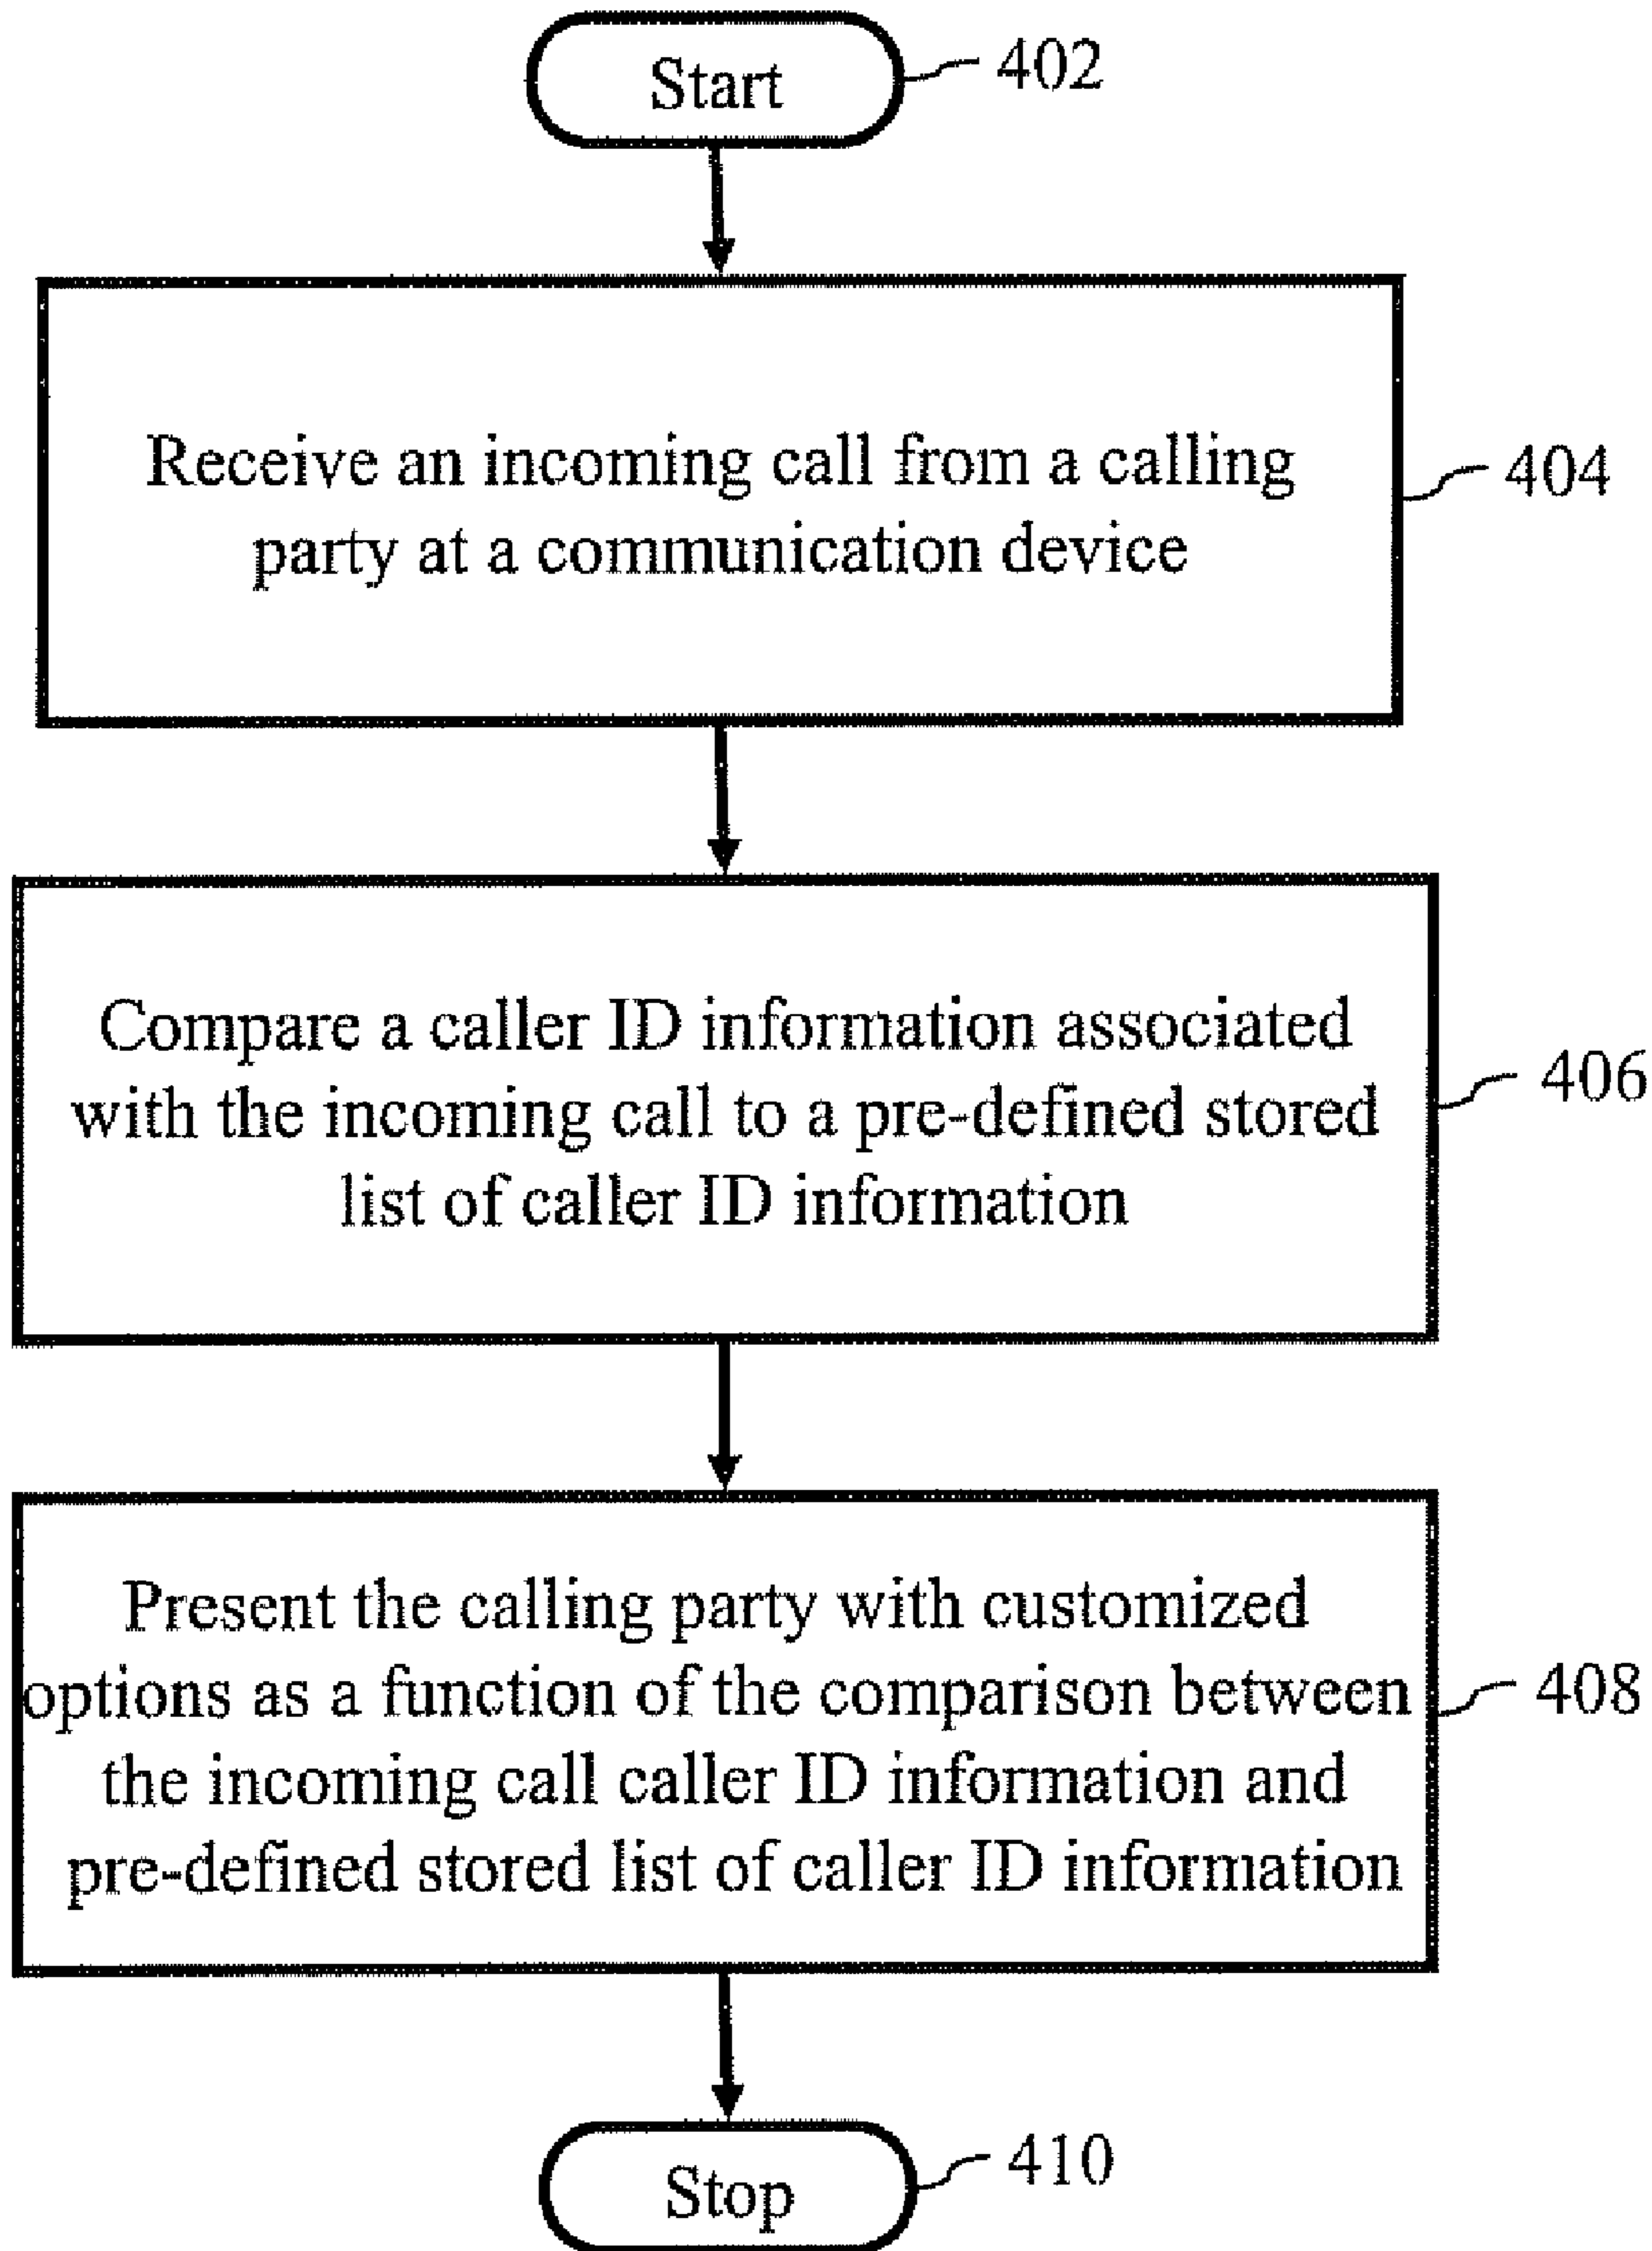 Start
402
Receive an incoming call from a calling
party at a communication device
404
Compare a caller ID information associated
with the incoming call to a pre-defined stored
list of caller ID information
406
Present the calling party with customized
options as a function of the comparison between
the incoming call caller ID information and
pre-defined stored list of caller ID information
408
Stop
410